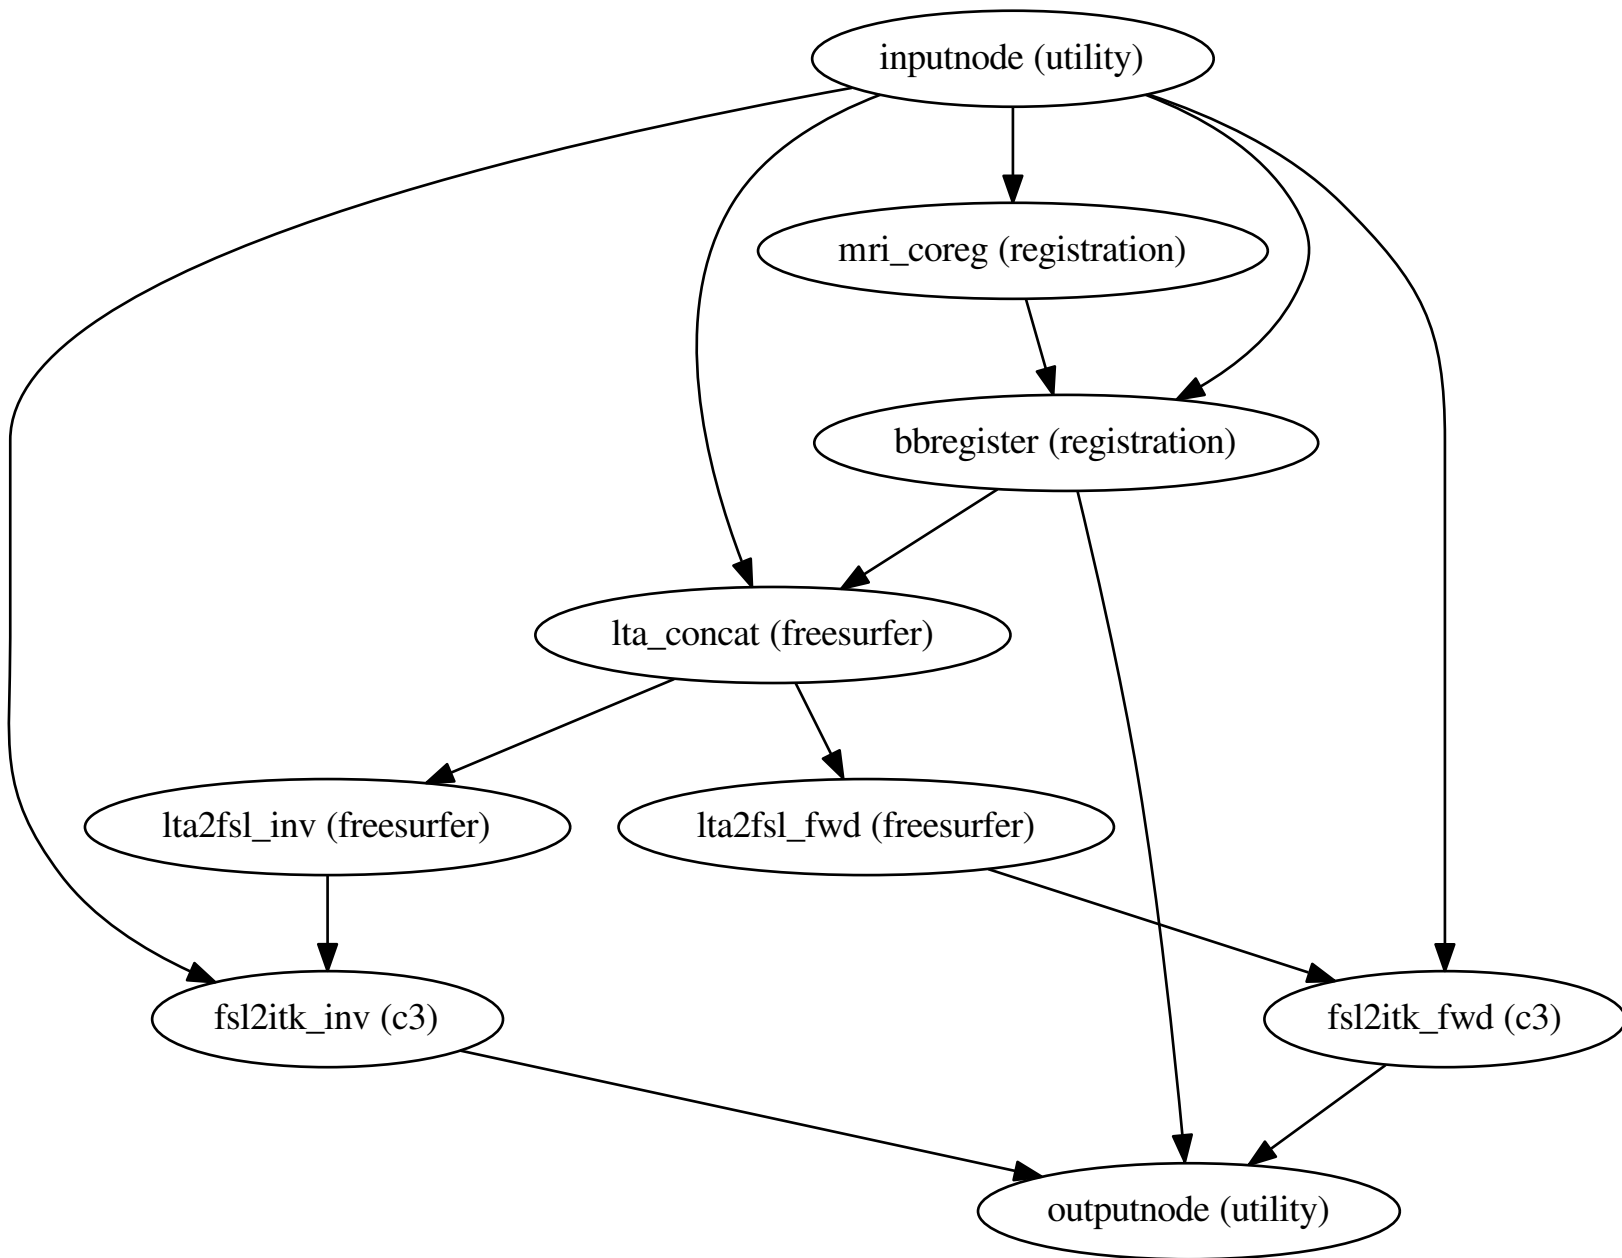 inputnode (utility)
mri_coreg (registration)
bbregister (registration)
lta_concat (freesurfer)
lta2fsl_inv (freesurfer)
lta2fsl_fwd (freesurfer)
fsl2itk_inv (c3)
fsl2itk_fwd (c3)
outputnode (utility)